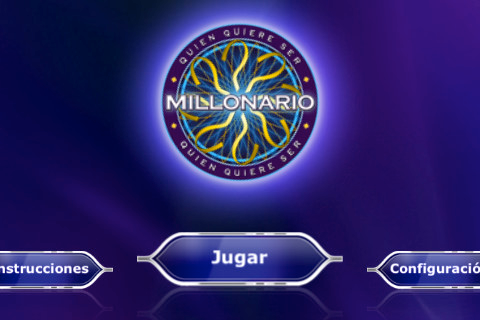 QUIEN QUIERE SER
MILLONARIO
QUIEN QUIERE SER
nstrucciones
Jugar
Configuració